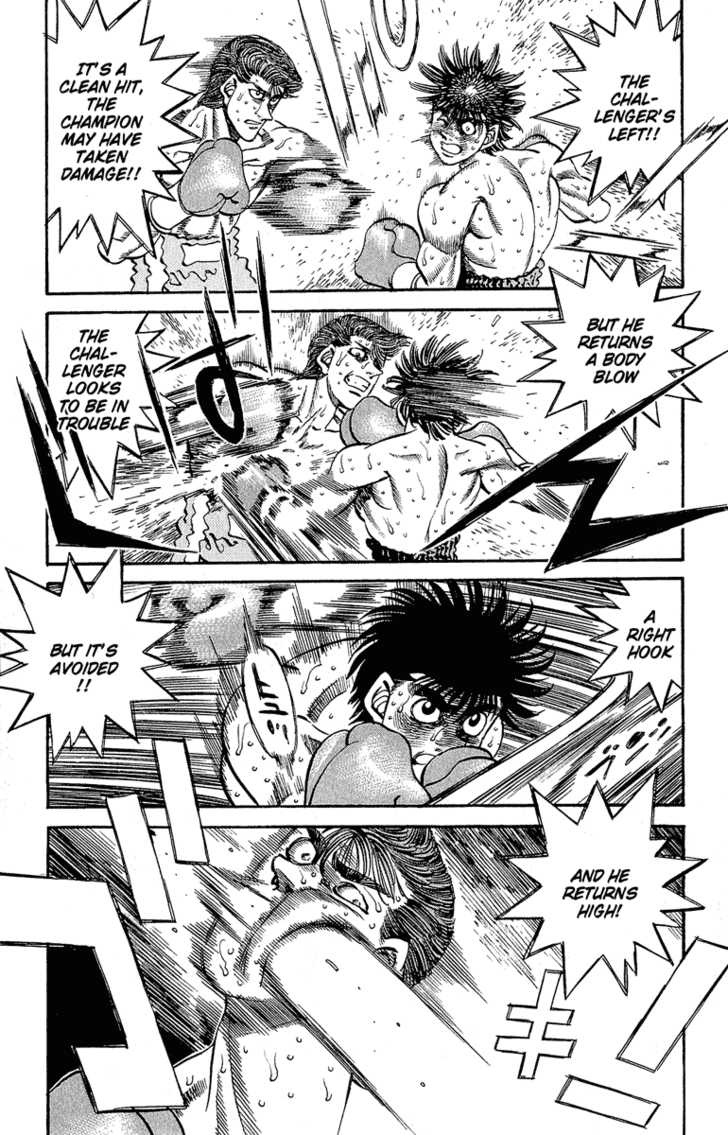 THE
CHAL-
LENGER'S
LEFT!!
IT'S A
CLEAN HIT,
THE
CHAMPION
MAY HAVE
TAKEN
DAMAGE!!
BUT HE
RETURNS
A BODY
BLOW
THE
CHAL-
LENGER
LOOKS
TO BE IN
TROUBLE
A
RIGHT
HOOK
BUT IT'S
AVOIDED
!!
AND HE
RETURNS
HIGH!